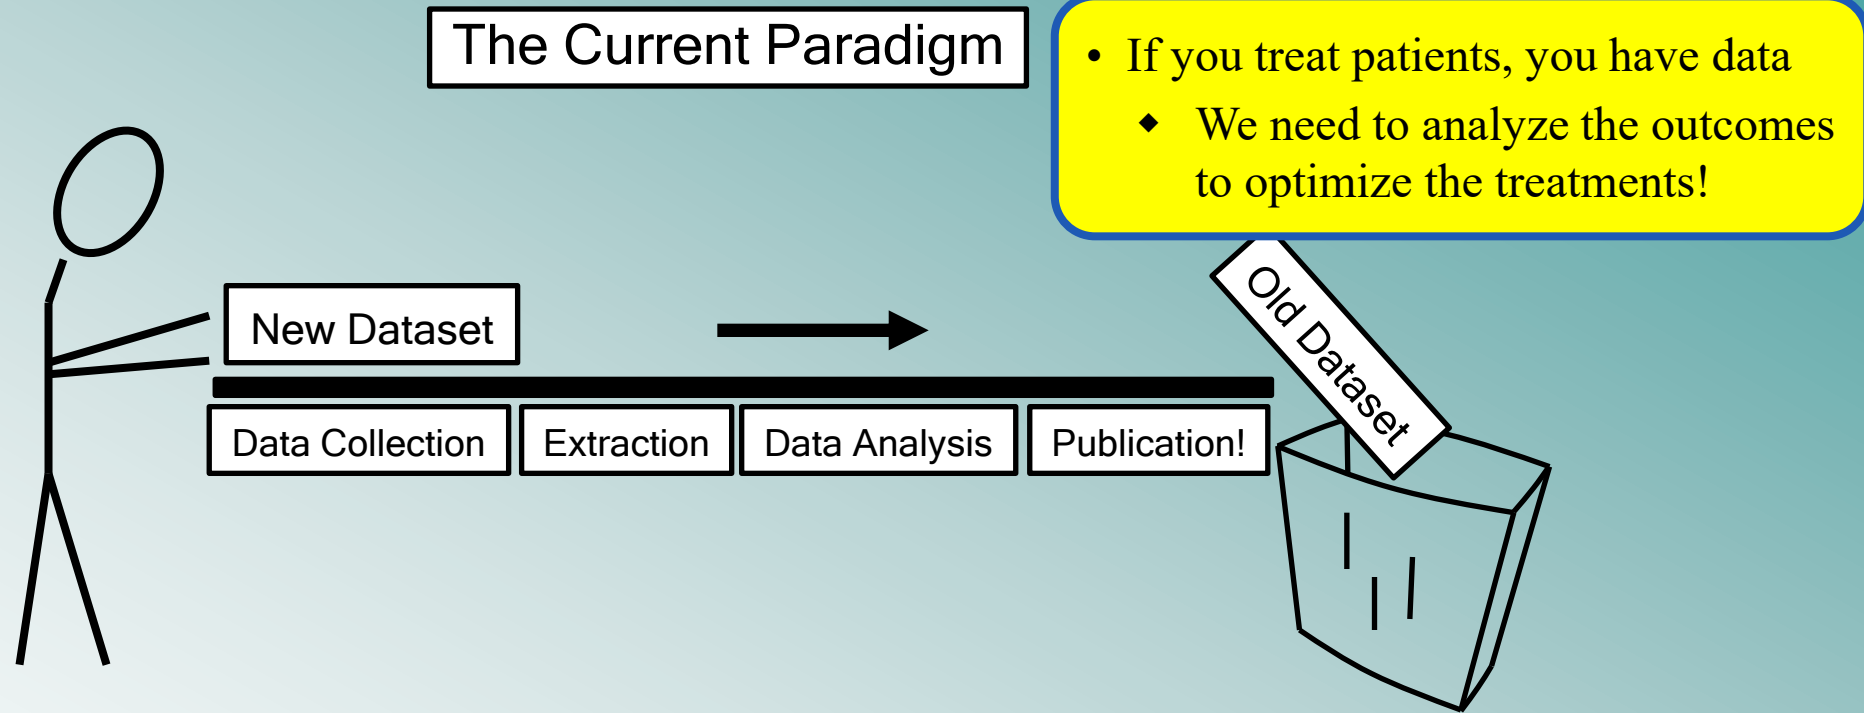 The Current Paradigm
• If you treat patients, you have data
◆ We need to analyze the outcomes
to optimize the treatments!
New Dataset
Old Dataset
Data Collection
Extraction
Data Analysis
Publication!